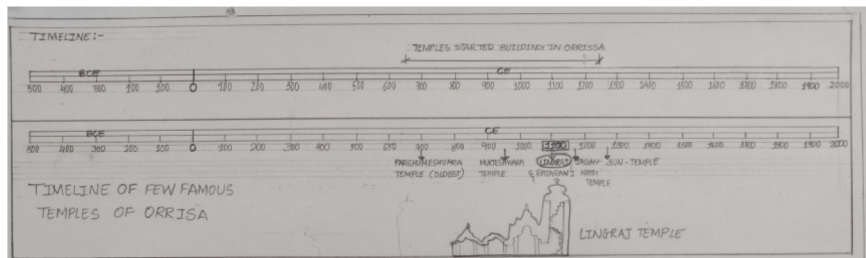 TIMELINE:-
TEMPLES STARTED BUILDING IN ORRISSA
BCE CE
500 400 300 200 100 0 100 200 300 400 500 600 700 800 900 1000 1100 1200 1300 1400 1500 1600 1700 1800 1900 2000
BCE CE
500 400 300 200 100 0 100 200 300 400 500 600 700 800 900 1000 1100 1200 1300 1400 1500 1600 1700 1800 1900 2000
PARSHUMESHVARA MUKTESHVARA LINGRAJ JAGAN- SUN-TEMPLE
TEMPLE (OLDEST) TEMPLE & NATH
TEMPLE
TIMELINE OF FEW FAMOUS
TEMPLES OF ORRISA
LINGRAJ TEMPLE